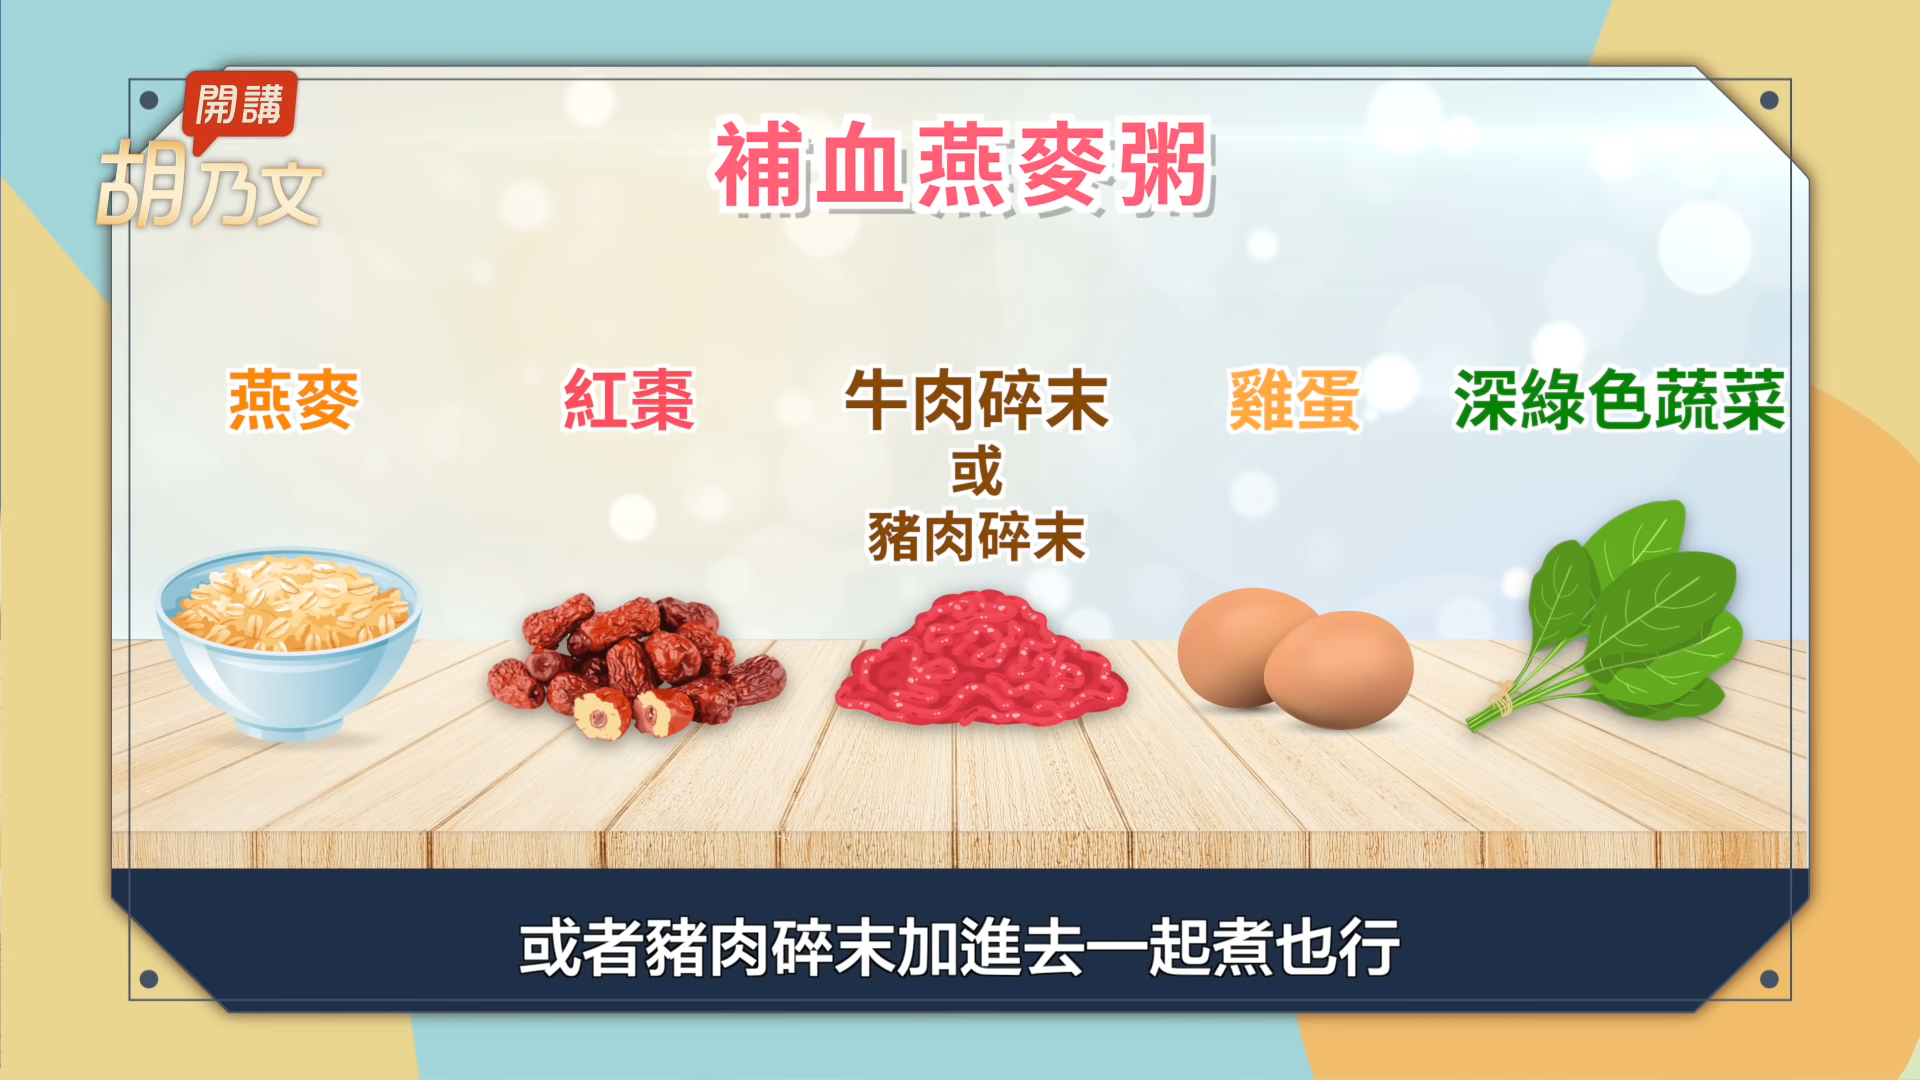 開講
胡乃文
補血燕麥粥
燕麥
紅棗
牛肉碎末
或
豬肉碎末
雞蛋
深綠色蔬菜
或者豬肉碎末加進去一起煮也行